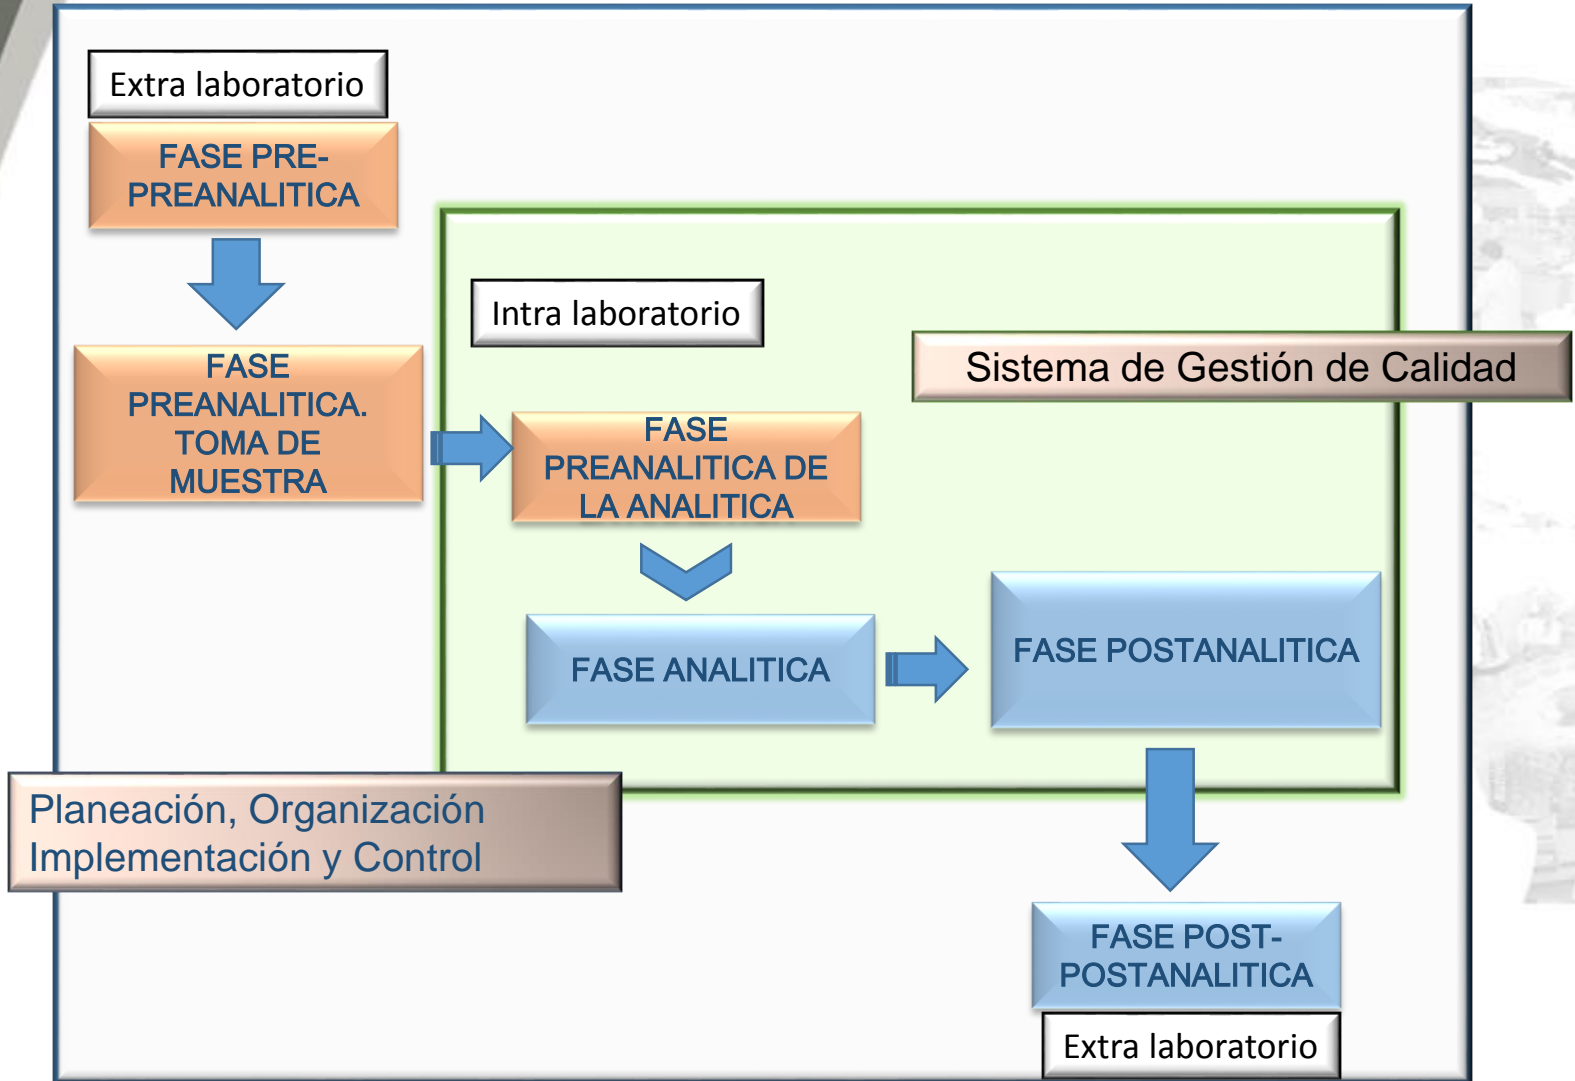 Extra laboratorio
FASE PRE-
PREANALITICA
FASE
PREANALITICA.
TOMA DE
MUESTRA
Intra laboratorio
Sistema de Gestión de Calidad
FASE
PREANALITICA DE
LA ANALITICA
FASE ANALITICA
FASE POSTANALITICA
Planeación, Organización
Implementación y Control
FASE POST-
POSTANALITICA
Extra laboratorio